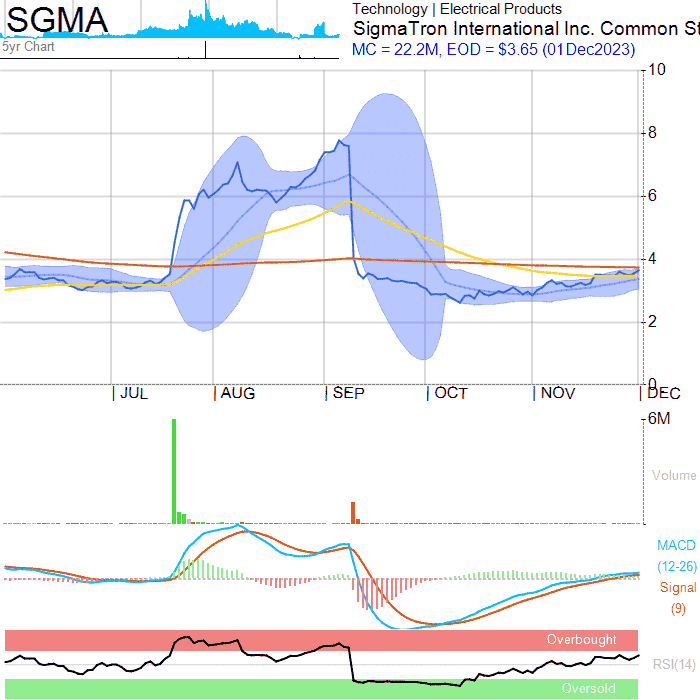 SGMA
5yr Chart
Technology | Electrical Products
SigmaTron International Inc. Common St
MC = 22.2M, EOD = $3.65 (01Dec2023)
10
8
6
4
2
0
JUL AUG SEP OCT NOV DEC
6M
Volume
MACD
(12-26)
Signal
(9)
Overbought
RSI(14)
Oversold